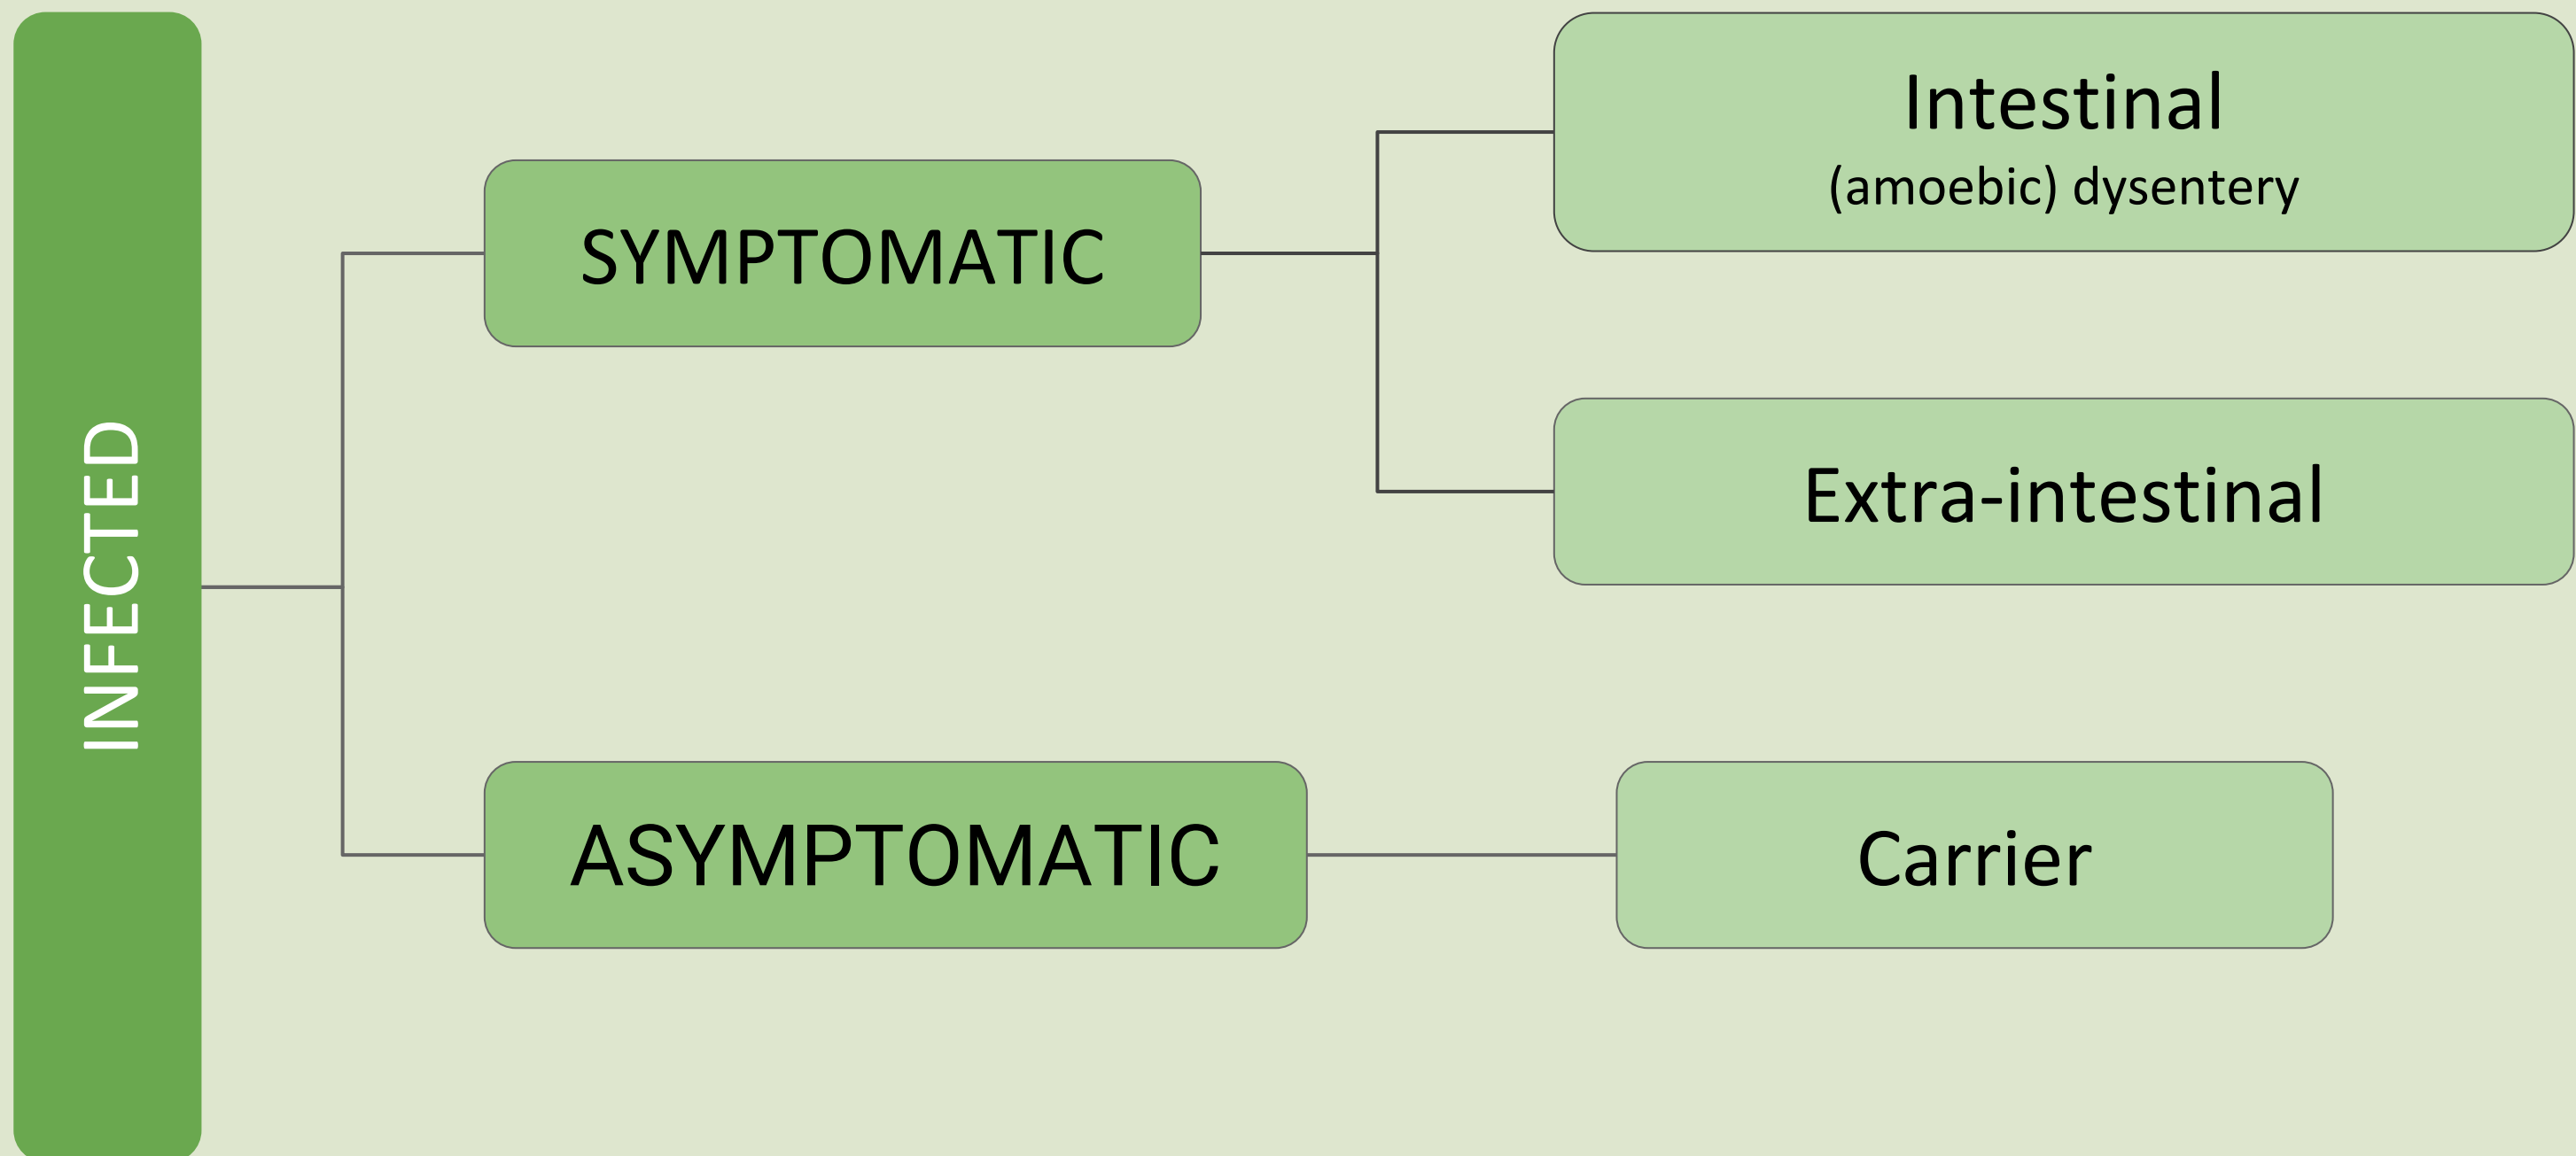 INFECTED
SYMPTOMATIC
Intestinal
(amoebic) dysentery
Extra-intestinal
ASYMPTOMATIC
Carrier